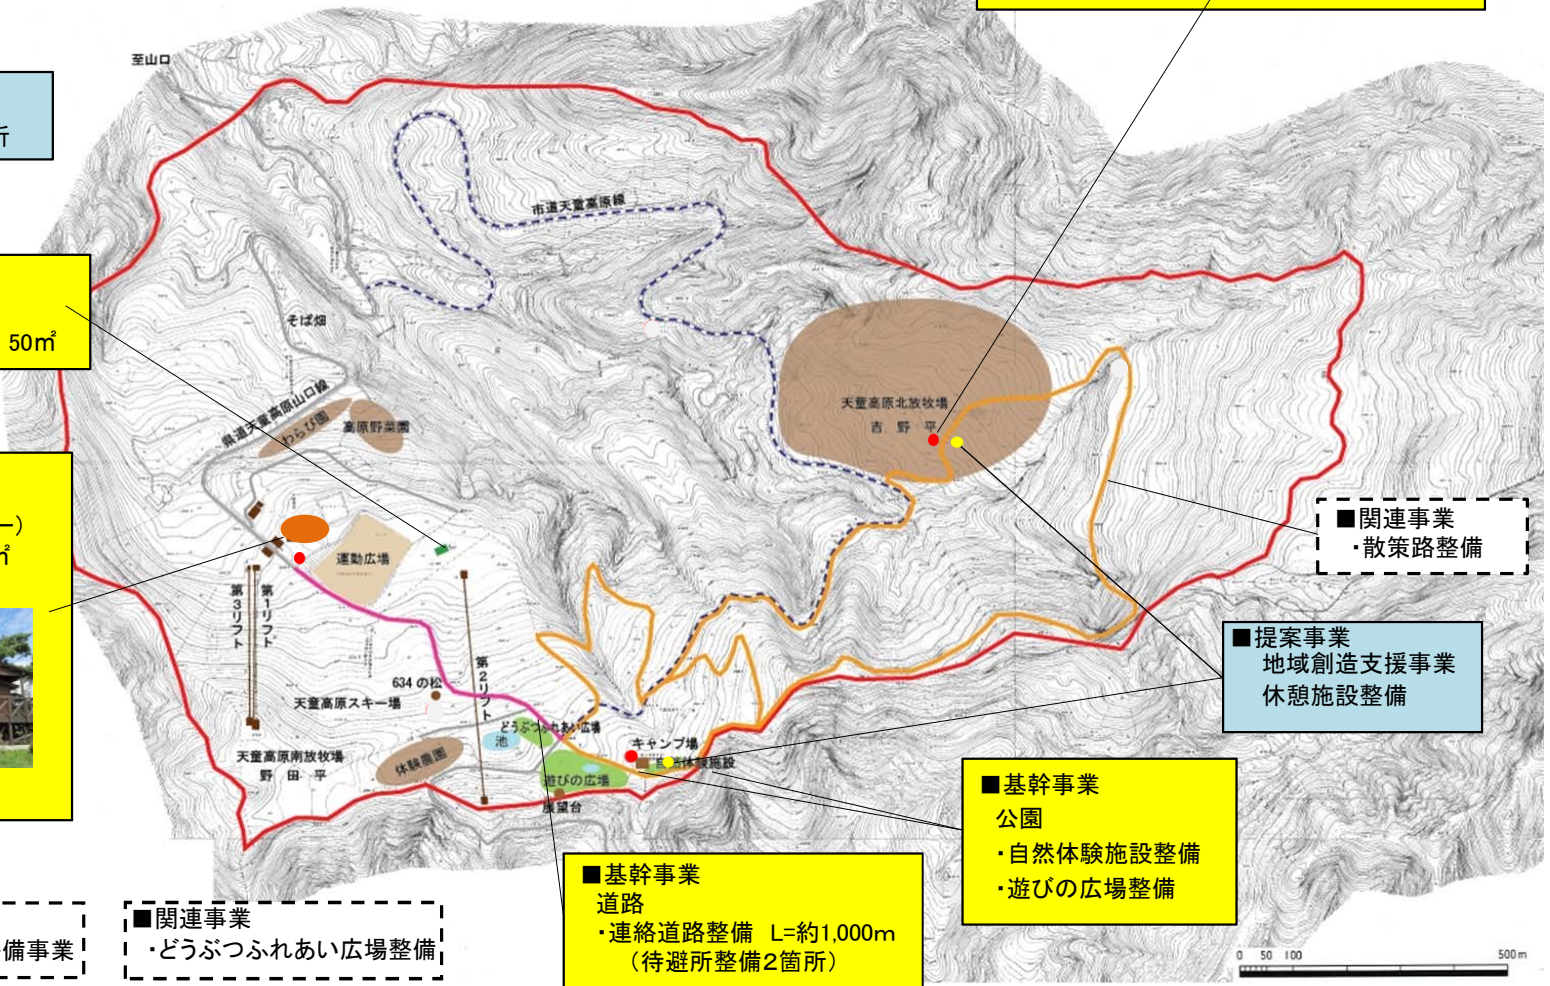 至山口
所
市道天童高原線
50㎡
そば畑
県道天童高原山口線
わらび園
高原野菜園
天童高原北放牧場
吉野平
ー）
㎡
運動広場
第3リフト
第1リフト
第2リフト
634の松
天童高原スキー場
天童高原南放牧場
野田平
体験農園
池
どうぶつふれあい広場
遊びの広場
展望台
キャンプ場
自然体験施設
■関連事業
・散策路整備
■提案事業
地域創造支援事業
休憩施設整備
■基幹事業
公園
・自然体験施設整備
・遊びの広場整備
■基幹事業
道路
・連絡道路整備 L=約1,000m
（待避所整備2箇所）
備事業
■関連事業
・どうぶつふれあい広場整備
0 50 100 500m